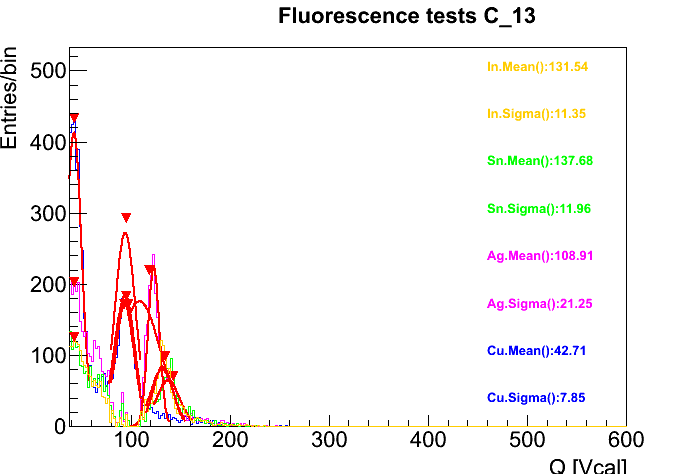 Fluorescence tests C_13
Entries/bin
500
400
300
200
100
0
In.Mean():131.54
In.Sigma():11.35
Sn.Mean():137.68
Sn.Sigma():11.96
Ag.Mean():108.91
Ag.Sigma():21.25
Cu.Mean():42.71
Cu.Sigma():7.85
100 200 300 400 500 600
Q [Vcal]